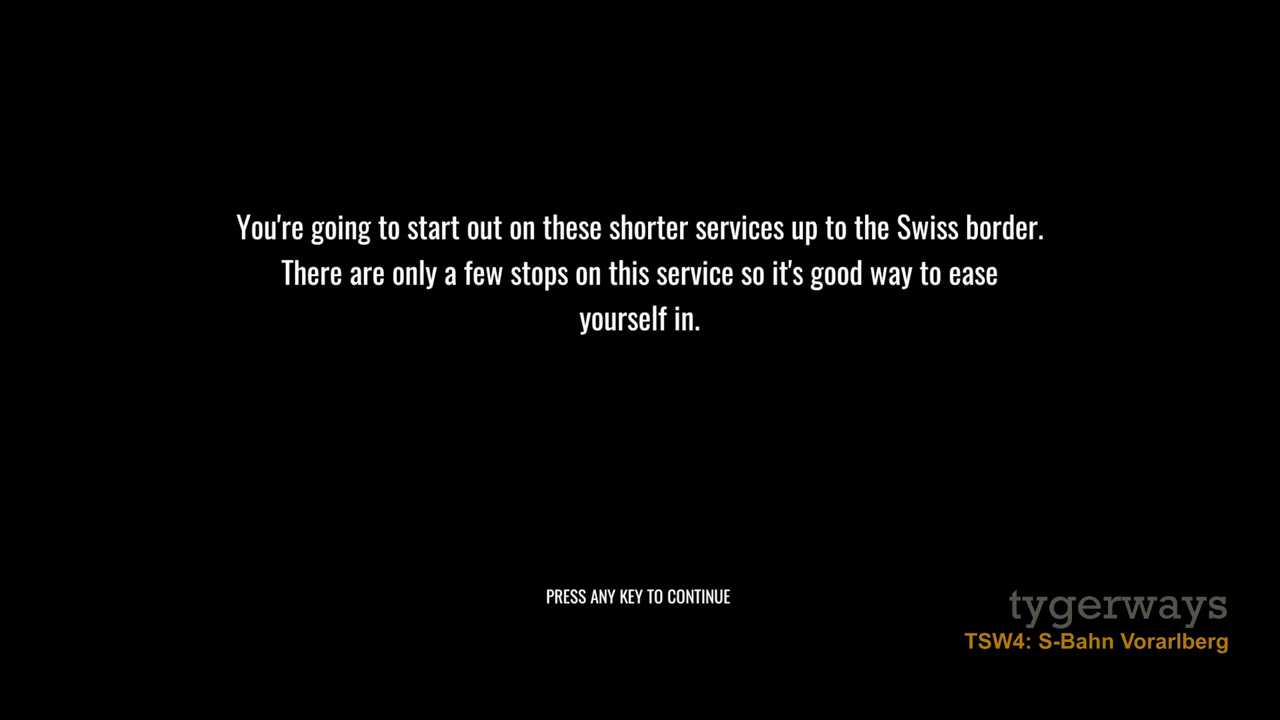 You're going to start out on these shorter services up to the Swiss border.
There are only a few stops on this service so it's good way to ease
yourself in.
PRESS ANY KEY TO CONTINUE
tygerways
TSW4: S-Bahn Vorarlberg